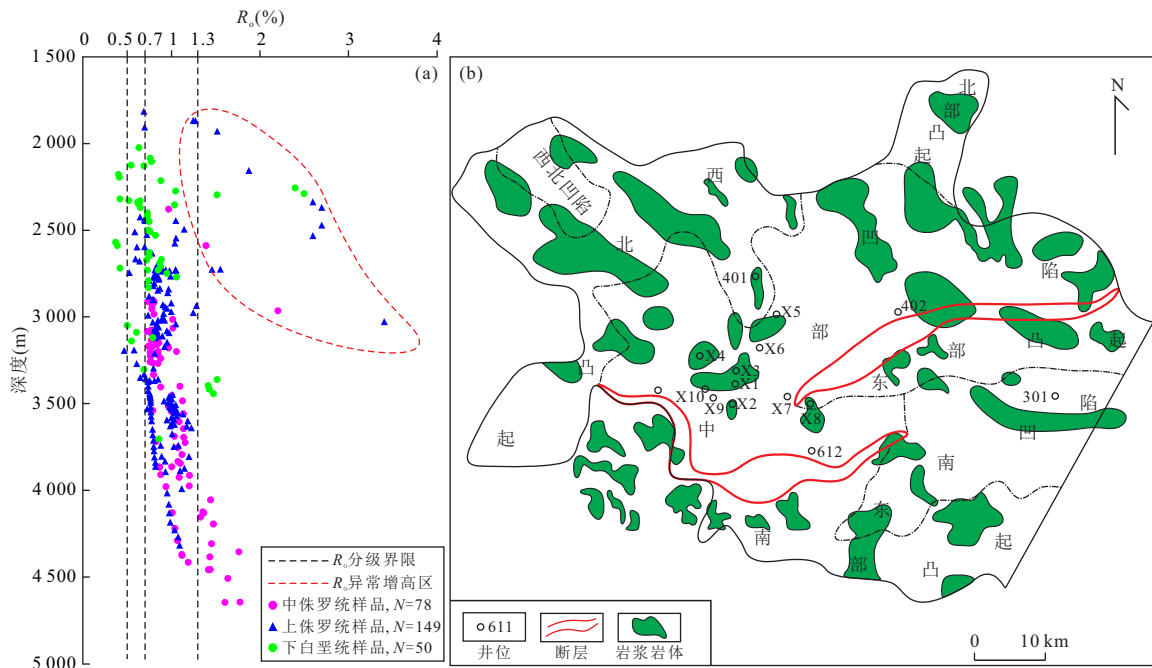 R₀(%)
0 0.5 0.7 1 1.3 2 3 4
(a)
深度(m)
1 500
2 000
2 500
3 000
3 500
4 000
4 500
5 000
R₀分级界限
R₀异常增高区
中侏罗统样品, N=78
上侏罗统样品, N=149
下白垩统样品, N=50
(b)
N
北部凸起
西北凹陷
西北凸起
中部凹陷
东部凸起
东南凹陷
南部凸起
401
402
X5
X6
X4
X3
X1
X10
X9
X2
X7
X8
301
612
611
井位
断层
岩浆岩体
0 10 km